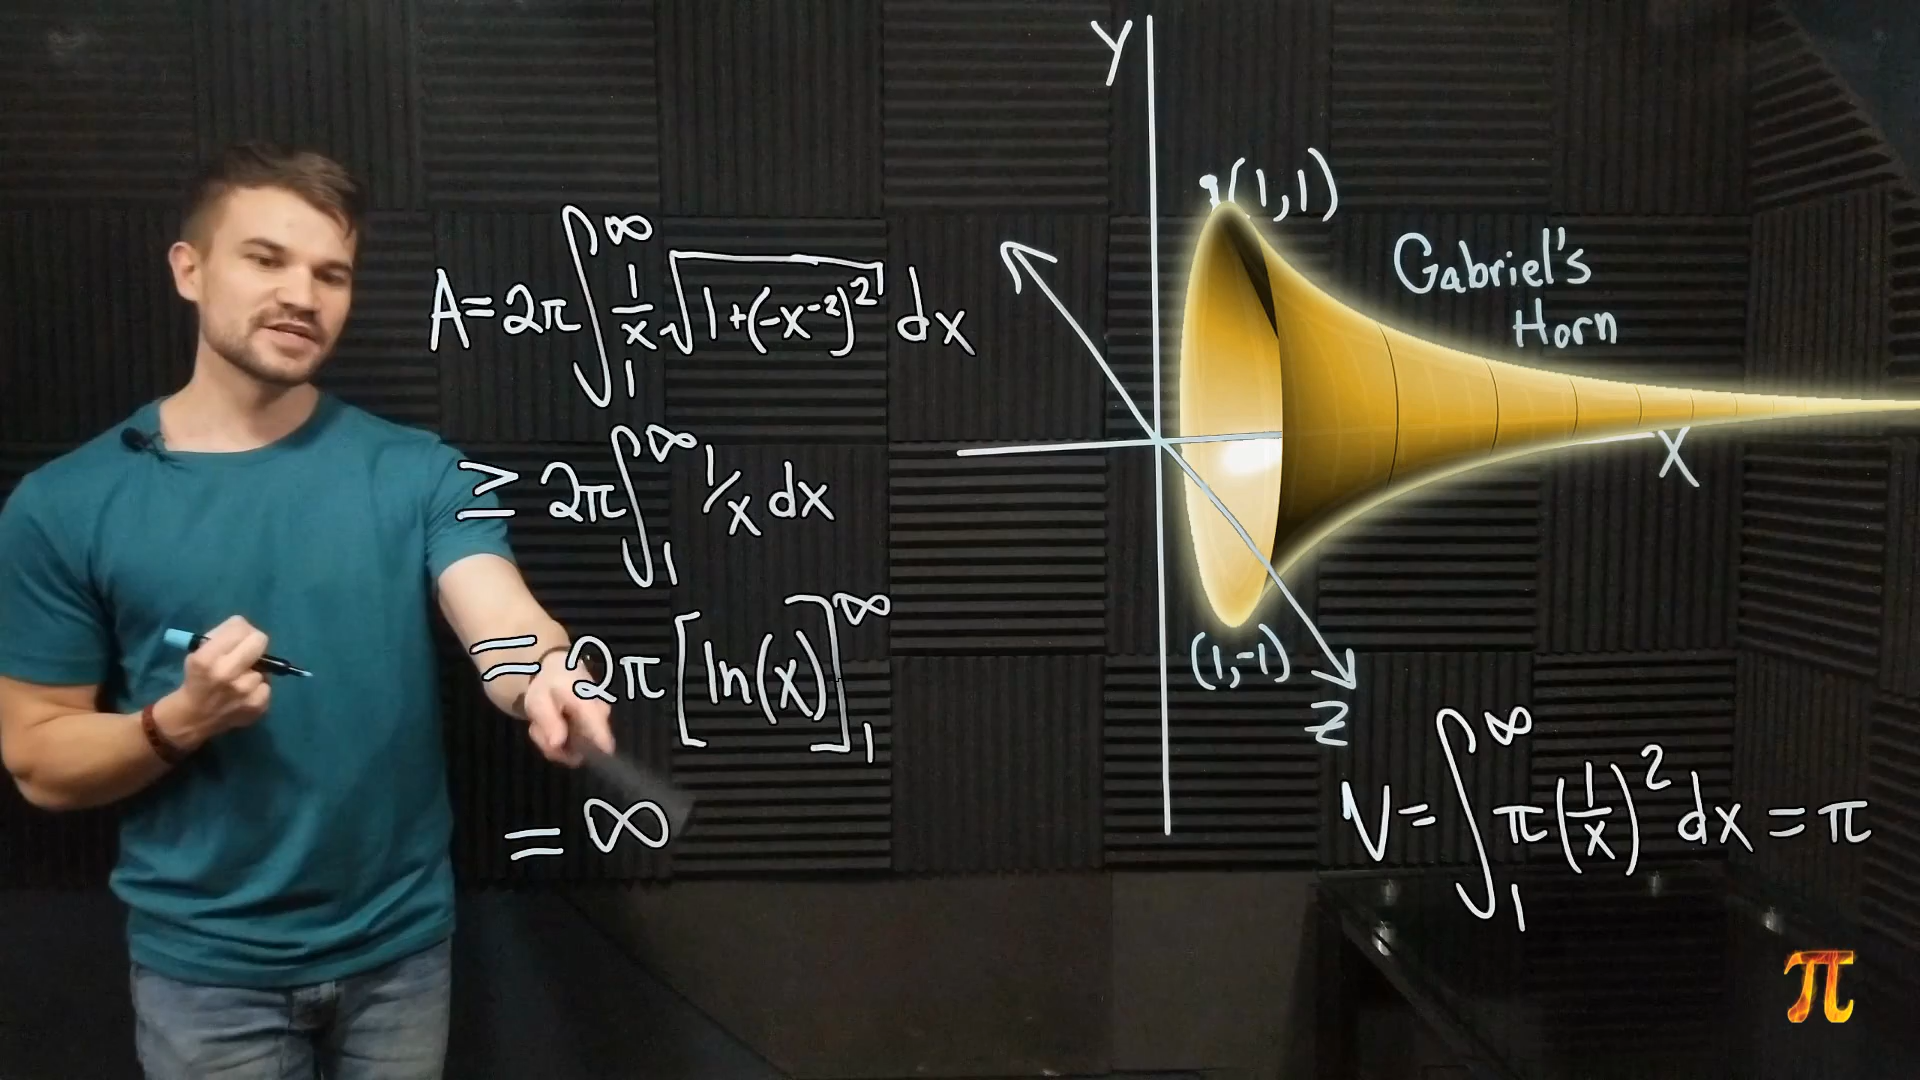 A = 2π ∫₁^∞ 1/x √(1+(-x⁻²)²) dx
≥ 2π ∫₁^∞ 1/x dx
= 2π [ln(x)]₁^∞
= ∞
Y
(1,1)
Gabriel's
Horn
X
(1,-1)
Z
V = ∫₁^∞ π(1/x)² dx = π
π